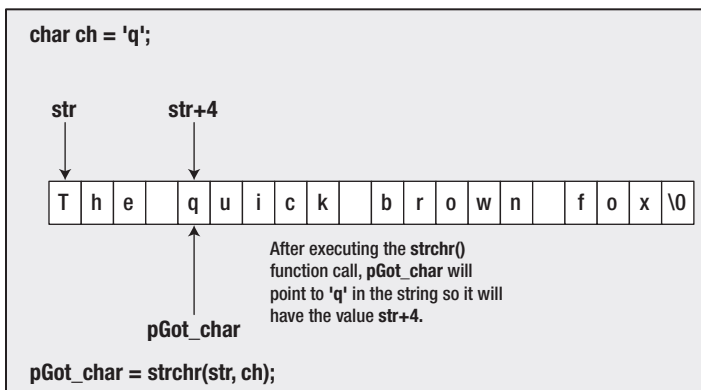 char ch = 'q';
str str+4
T h e q u i c k b r o w n f o x \0
After executing the strchr()
function call, pGot_char will
point to 'q' in the string so it will
have the value str+4.
pGot_char
pGot_char = strchr(str, ch);